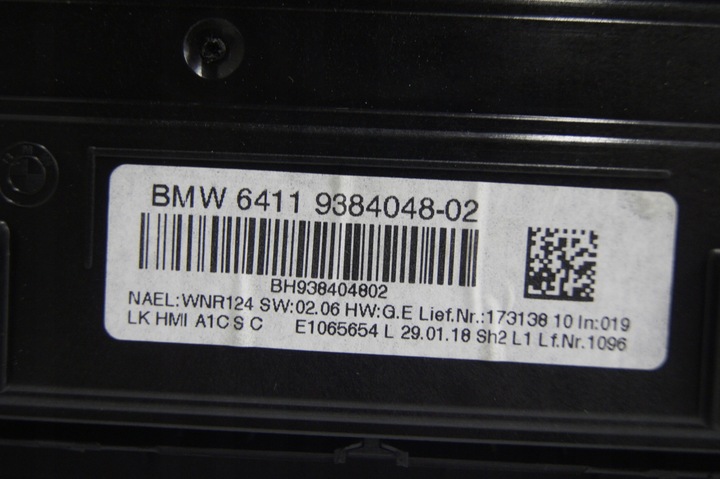 BMW 6411 9384048-02
BH938404802
NAEL:WNR124 SW:02.06 HW:G.E Lief.Nr.:173138 10 In:019
LK HMI A1C S C E1065654 L 29.01.18 Sh2 L1 Lf.Nr.1096